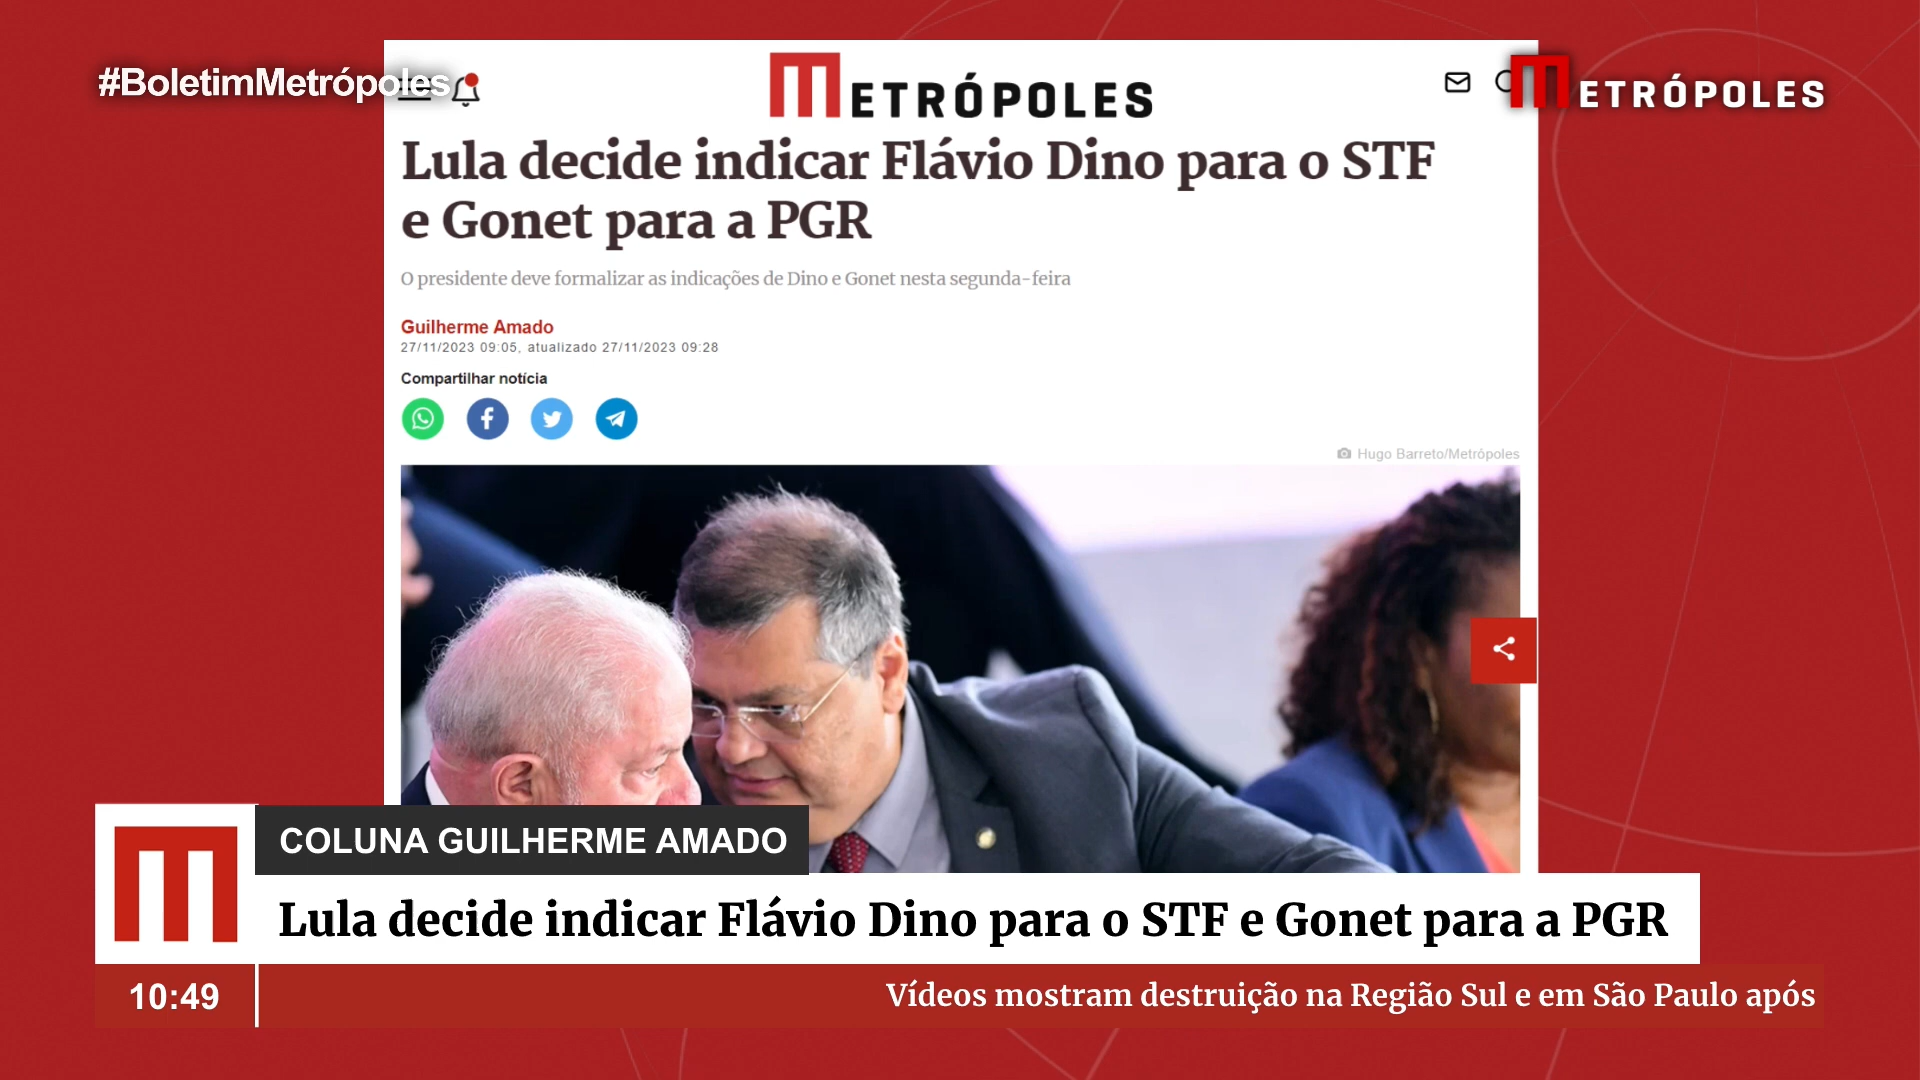 #BoletimMetrópoles
METRÓPOLES
METRÓPOLES
Lula decide indicar Flávio Dino para o STF
e Gonet para a PGR
O presidente deve formalizar as indicações de Dino e Gonet nesta segunda-feira
Guilherme Amado
27/11/2023 09:05, atualizado 27/11/2023 09:28
Compartilhar notícia
Hugo Barreto/Metrópoles
M
COLUNA GUILHERME AMADO
Lula decide indicar Flávio Dino para o STF e Gonet para a PGR
10:49
Vídeos mostram destruição na Região Sul e em São Paulo após